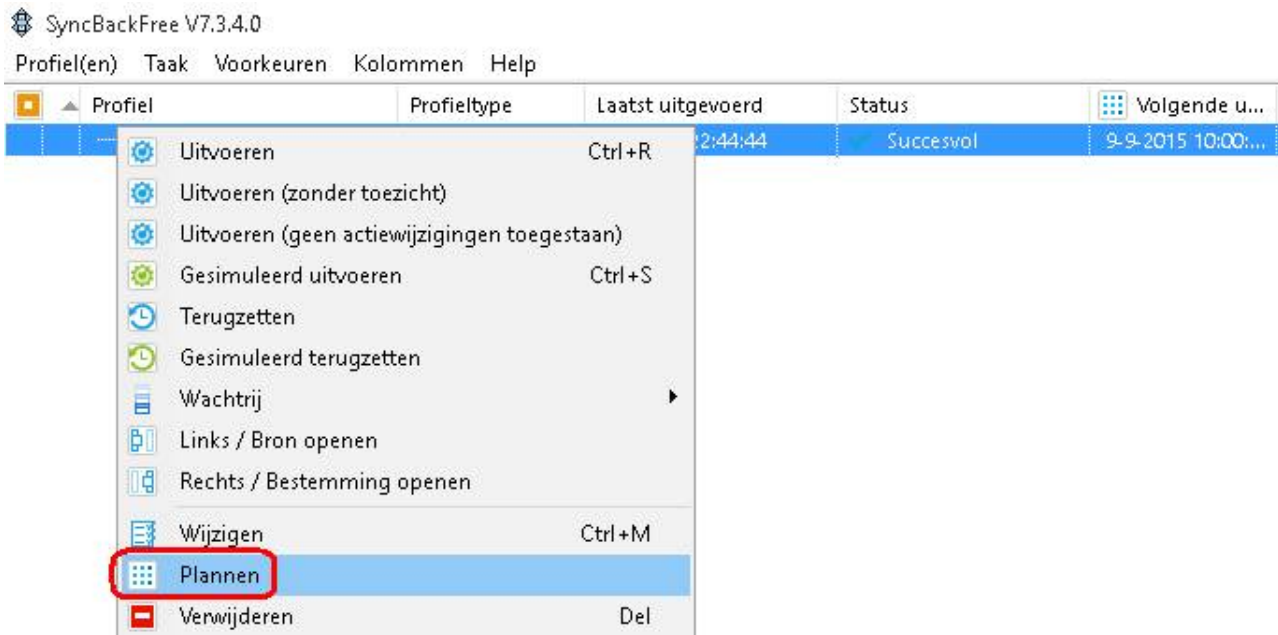 SyncBackFree V7.3.4.0
Profiel(en) Taak Voorkeuren Kolommen Help
Profiel Profieltype Laatst uitgevoerd Status Volgende u...
2:44:44 Succesvol 9-9-2015 10:00:...
Uitvoeren Ctrl+R
Uitvoeren (zonder toezicht)
Uitvoeren (geen actiewijzigingen toegestaan)
Gesimuleerd uitvoeren Ctrl+S
Terugzetten
Gesimuleerd terugzetten
Wachtrij
Links / Bron openen
Rechts / Bestemming openen
Wijzigen Ctrl+M
Plannen
Verwijderen Del